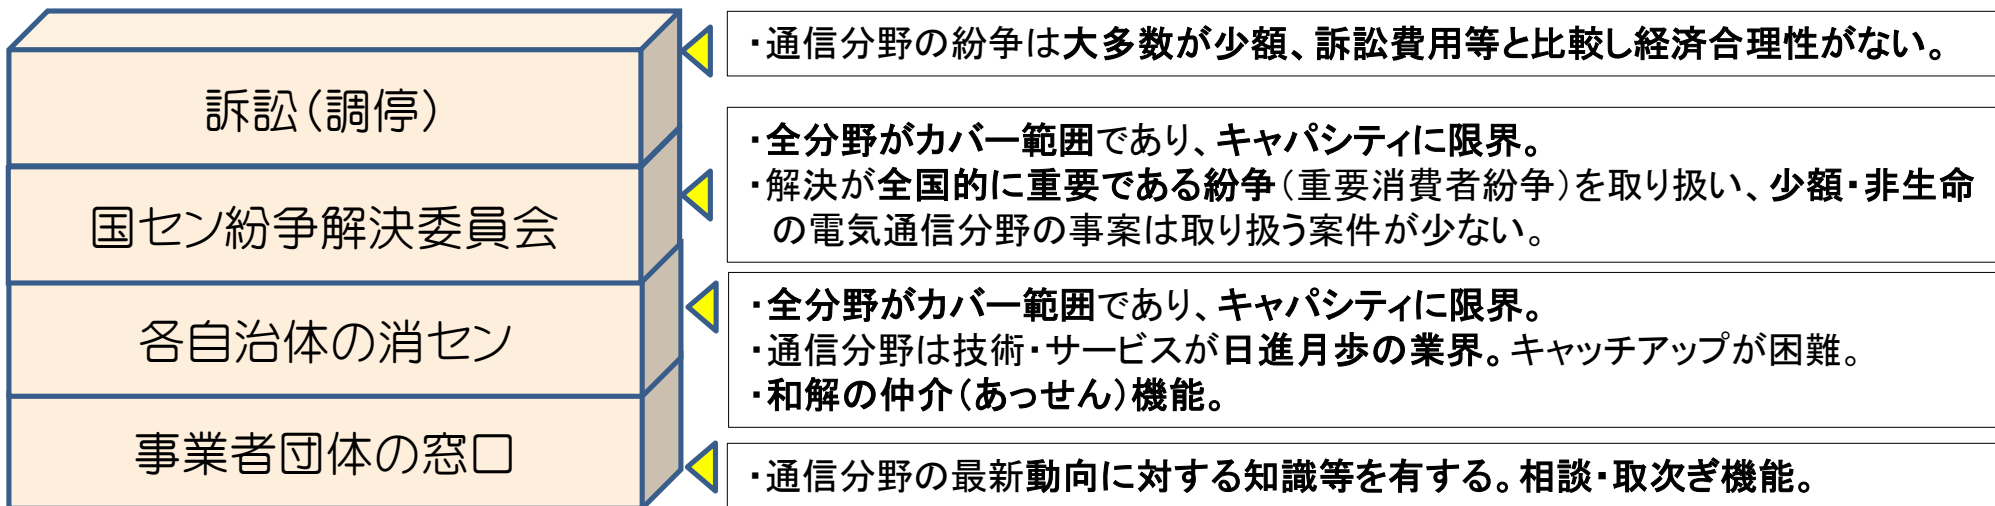 訴訟（調停）
・通信分野の紛争は大多数が少額、訴訟費用等と比較し経済合理性がない。
国セン紛争解決委員会
・全分野がカバー範囲であり、キャパシティに限界。
・解決が全国的に重要である紛争（重要消費者紛争）を取り扱い、少額・非生命
の電気通信分野の事案は取り扱う案件が少ない。
各自治体の消セン
・全分野がカバー範囲であり、キャパシティに限界。
・通信分野は技術・サービスが日進月歩の業界。キャッチアップが困難。
・和解の仲介（あっせん）機能。
事業者団体の窓口
・通信分野の最新動向に対する知識等を有する。相談・取次ぎ機能。